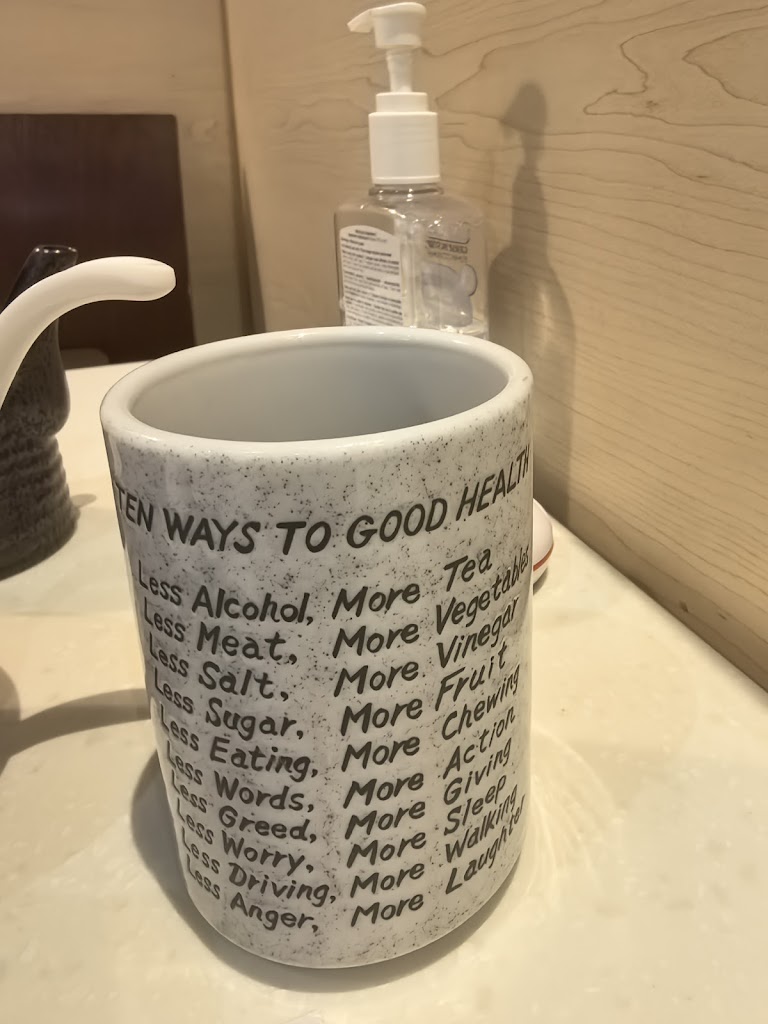 TEN WAYS TO GOOD HEALTH
Less Alcohol, More Tea
Less Meat, More Vegetables
Less Salt, More Vinegar
Less Sugar, More Fruit
Less Eating, More Chewing
Less Words, More Action
Less Greed, More Giving
Less Worry, More Sleep
Less Driving, More Walking
Less Anger, More Laughter